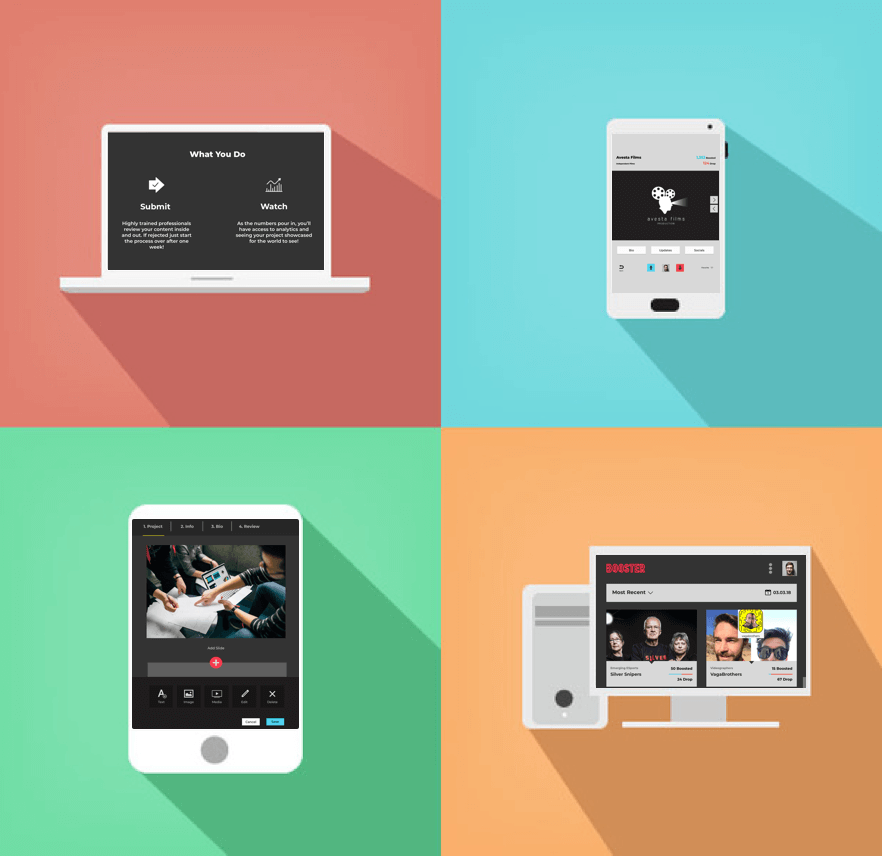 What You Do
Submit
Highly trained professionals
review your content inside
and out. If rejected just start
the process over after one
week!
Watch
As the numbers pour in, you'll
have access to analytics and
seeing your project showcased
for the world to see!
Avesta Films
Boosted
Drop
avesta films
Bio
Updates
1. Project
2. Info
3. Bio
4. Review
Add Slide
Text
Image
Media
Edit
Delete
Cancel
Save
BOOSTER
Most Recent
03.03.18
SILVER
Silver Snipers
50 Boosted
24 Drop
VagaBrothers
15 Boosted
67 Drop